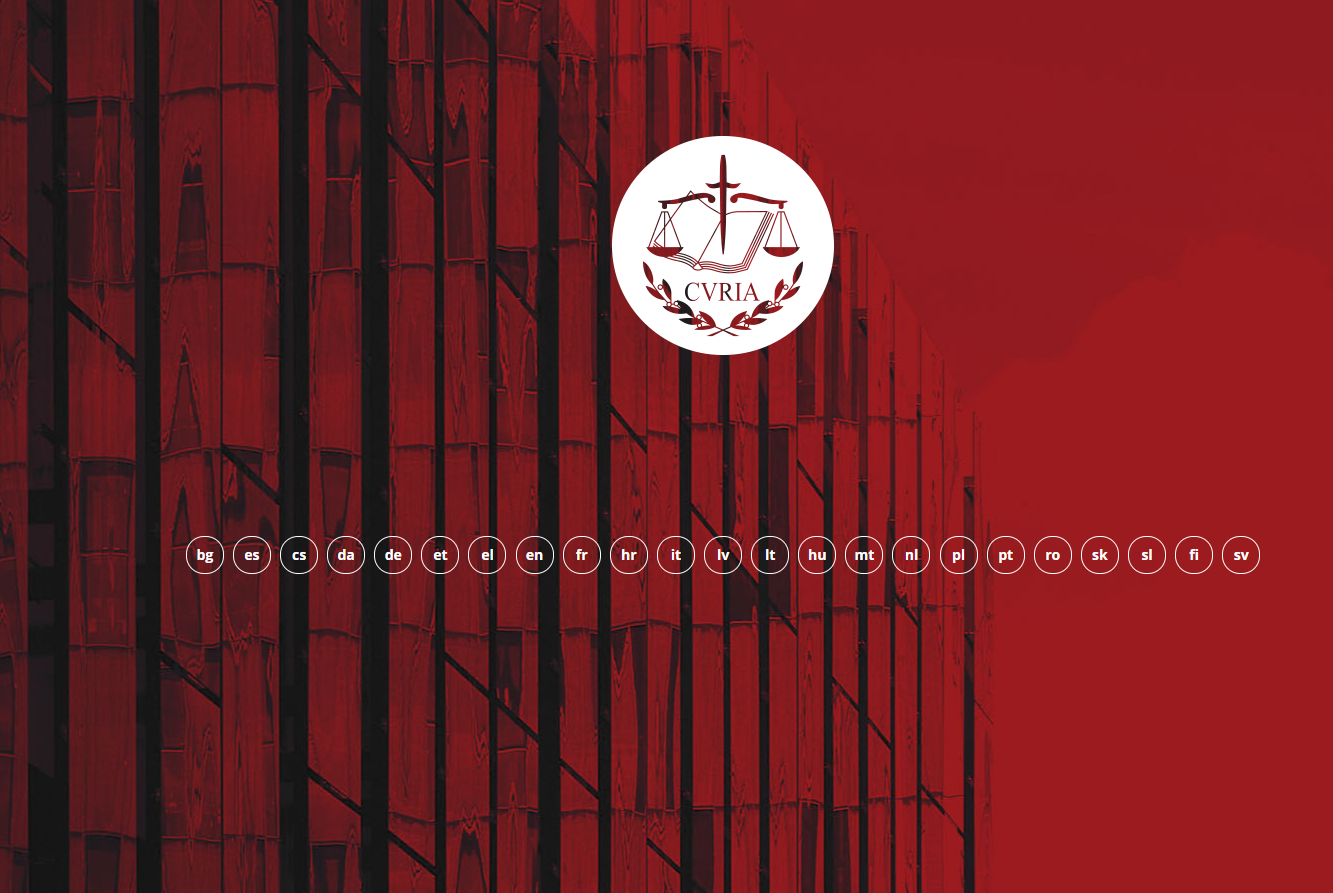 CVRIA
bg es cs da de et el en fr hr it lv lt hu mt nl pl pt ro sk sl fi sv